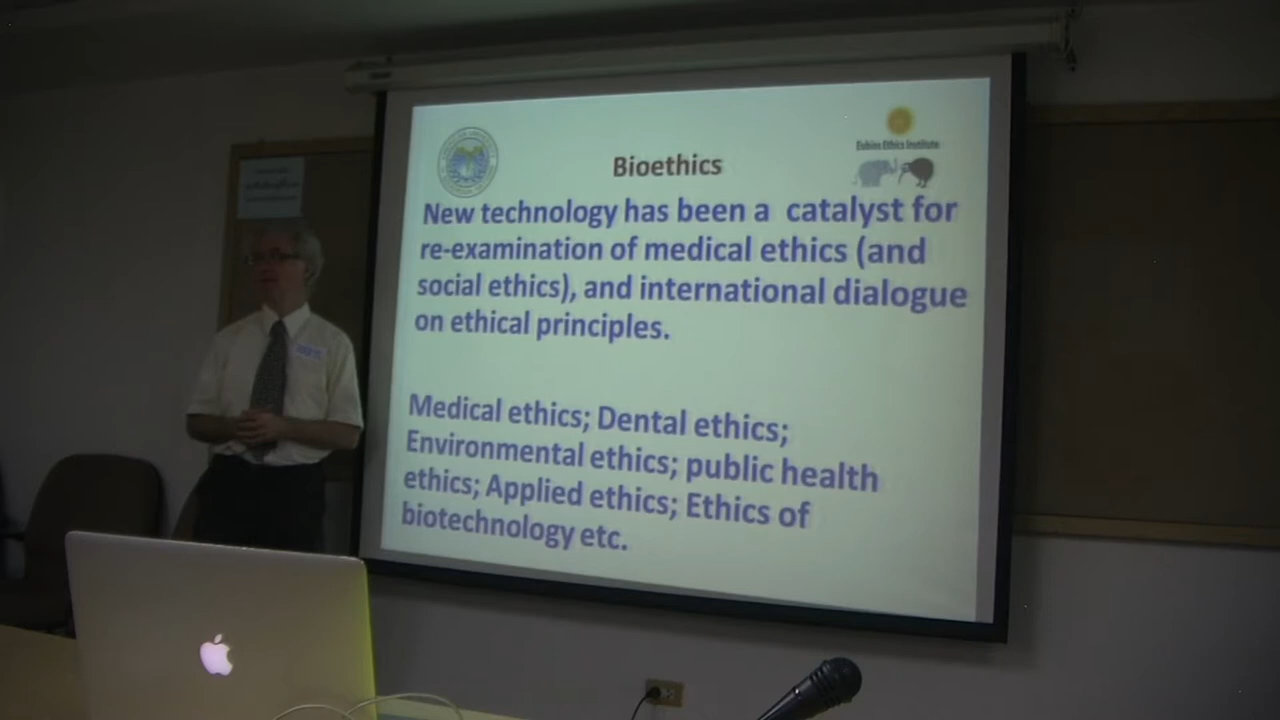 Eubios Ethics Institute
Bioethics
New technology has been a catalyst for
re-examination of medical ethics (and
social ethics), and international dialogue
on ethical principles.
Medical ethics; Dental ethics;
Environmental ethics; public health
ethics; Applied ethics; Ethics of
biotechnology etc.